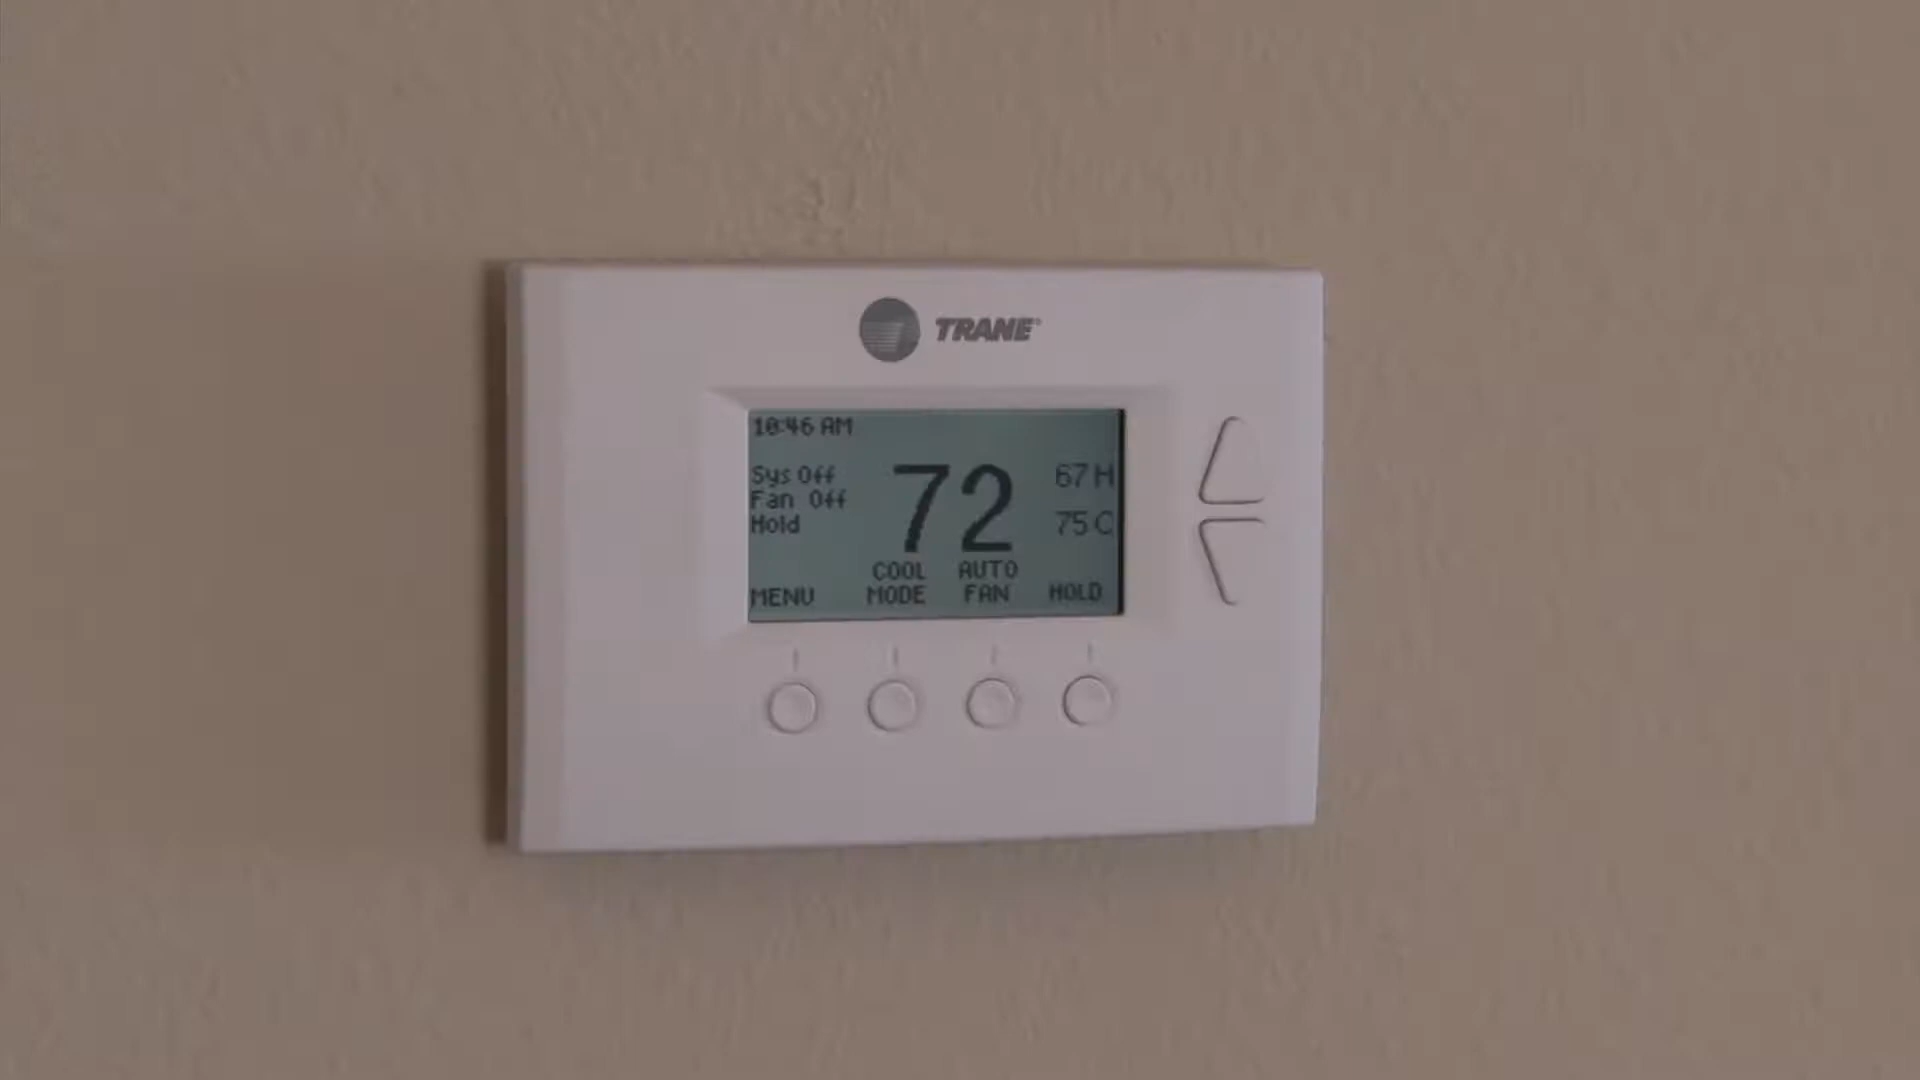 TRANE
10:46 AM
Sys Off
Fan Off
Hold
72
67 H
75 C
MENU
COOL
MODE
AUTO
FAN
HOLD